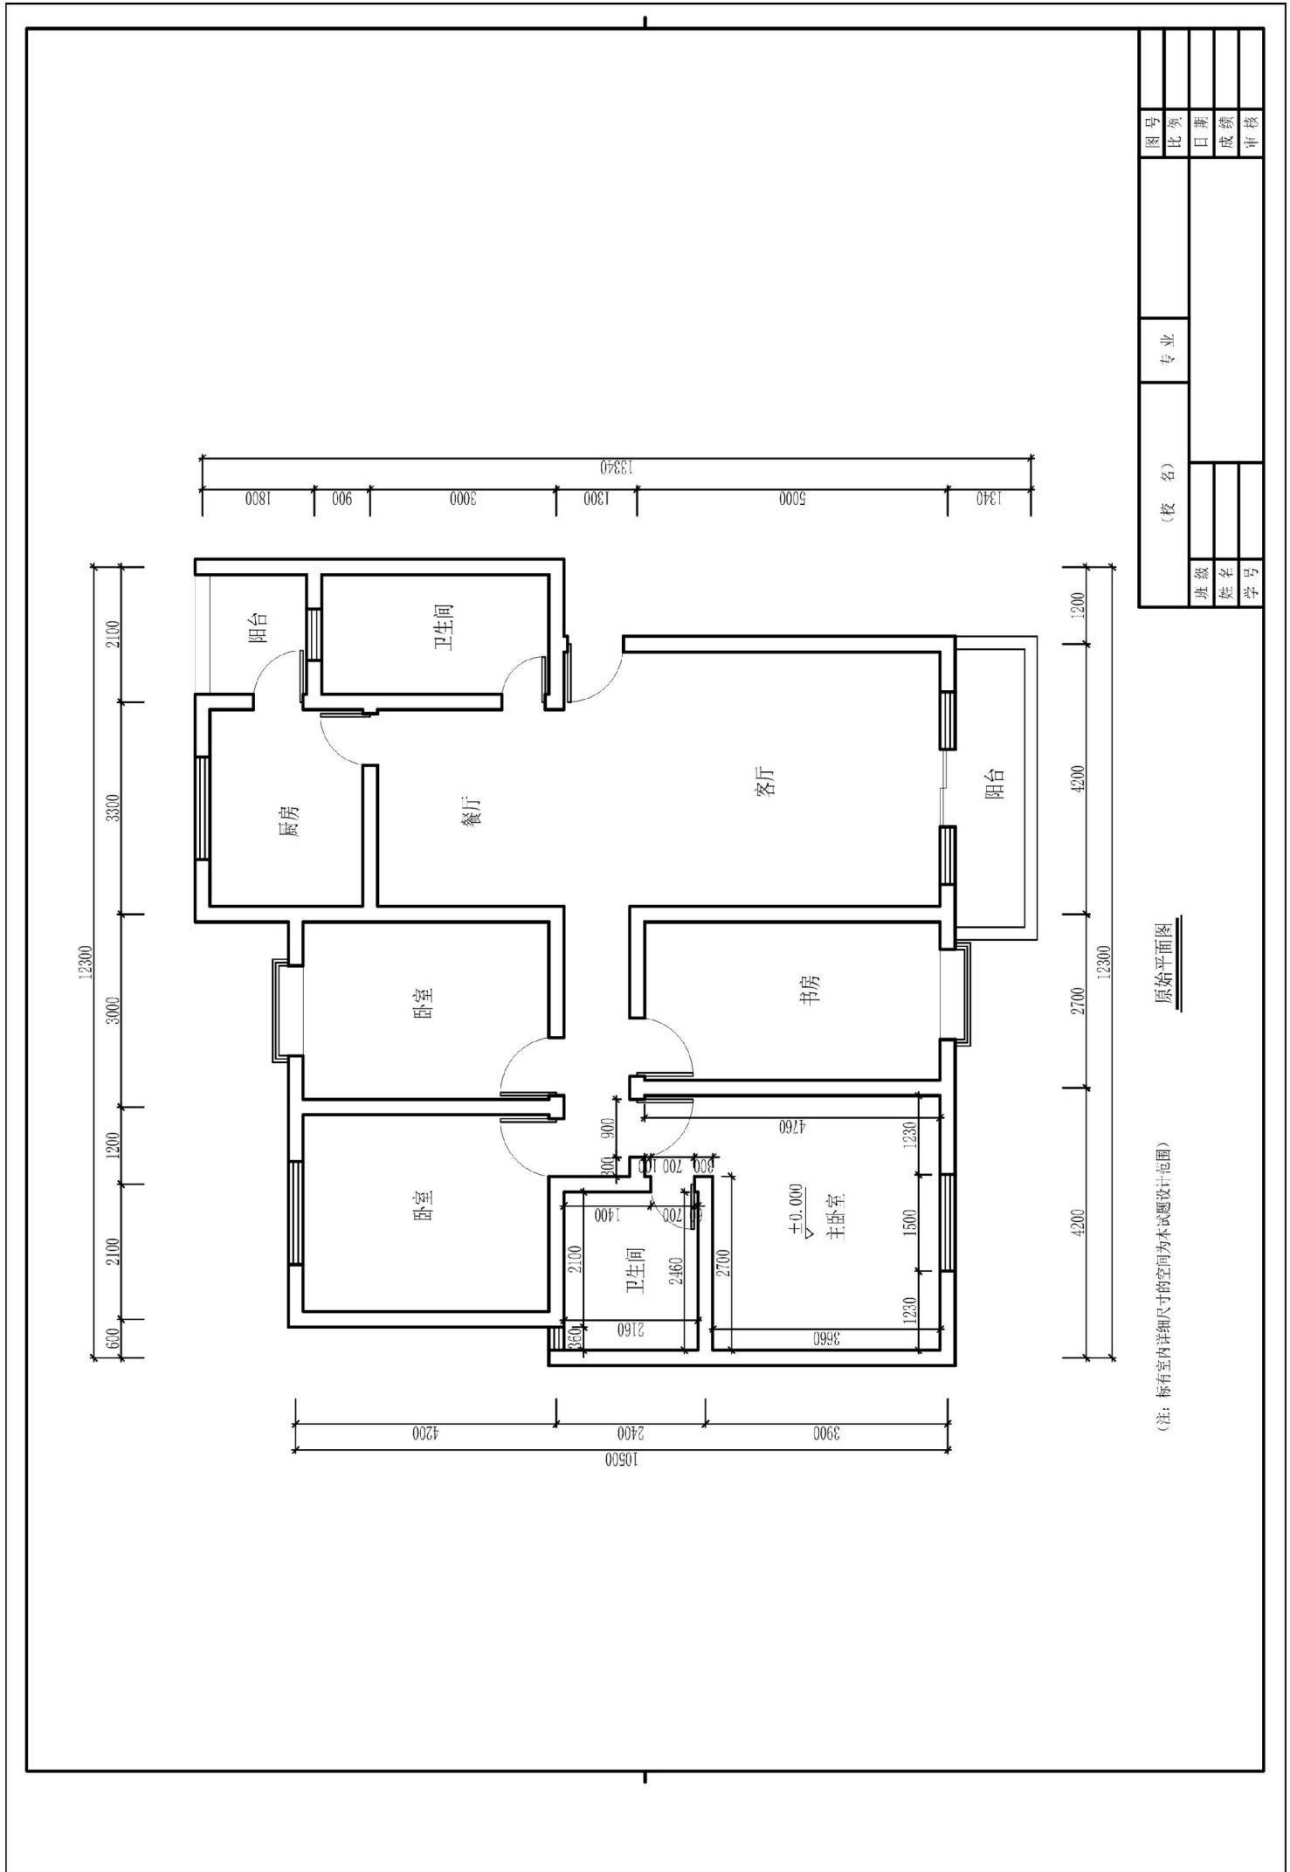 12300
600
2100
1200
3000
3300
2100
10500
4200
2400
3900
13340
1800
900
3000
1300
5000
1340
卧室
卧室
厨房
阳台
餐厅
卫生间
卫生间
主卧室
±0.000
书房
客厅
阳台
360
2100
2160
1400
700
2460
2700
900
300
100
700
300
4760
3660
1230
1500
1230
4200
2700
4200
1200
12300
原始平面图
(注：标有室内详细尺寸的空间为本试题设计范围)
(校 名)
专业
图号
比例
班级
姓名
学号
日期
成绩
审核